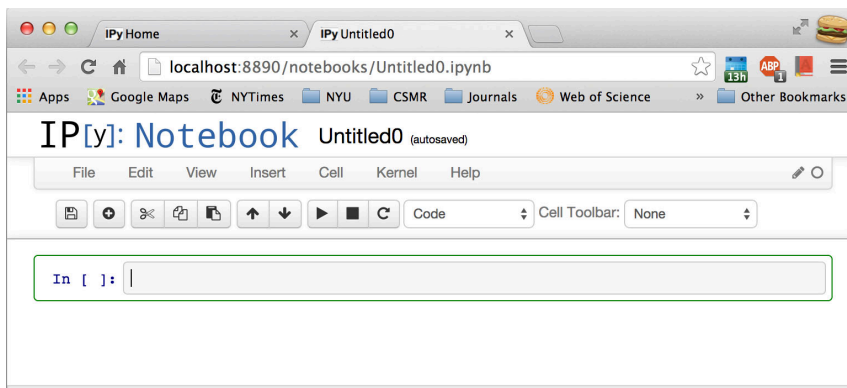 IPy Home × IPy Untitled0 ×
localhost:8890/notebooks/Untitled0.ipynb 13h ABP 1
Apps Google Maps NYTimes NYU CSMR Journals Web of Science » Other Bookmarks
IP[y]: Notebook Untitled0 (autosaved)
File Edit View Insert Cell Kernel Help
Code Cell Toolbar: None
In [ ]: